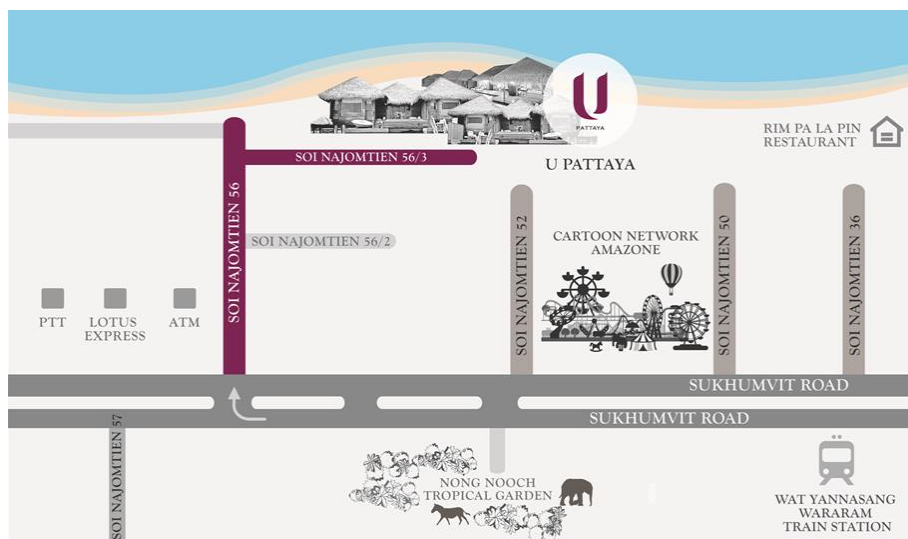 U
PATTAYA
RIM PA LA PIN
RESTAURANT
SOI NAJOMTIEN 56/3
U PATTAYA
SOI NAJOMTIEN 56
SOI NAJOMTIEN 56/2
SOI NAJOMTIEN 52
CARTOON NETWORK
AMAZONE
SOI NAJOMTIEN 50
SOI NAJOMTIEN 36
PTT
LOTUS
EXPRESS
ATM
SUKHUMVIT ROAD
SUKHUMVIT ROAD
SOI NAJOMTIEN 57
NONG NOOCH
TROPICAL GARDEN
WAT YANNASANG
WARARAM
TRAIN STATION